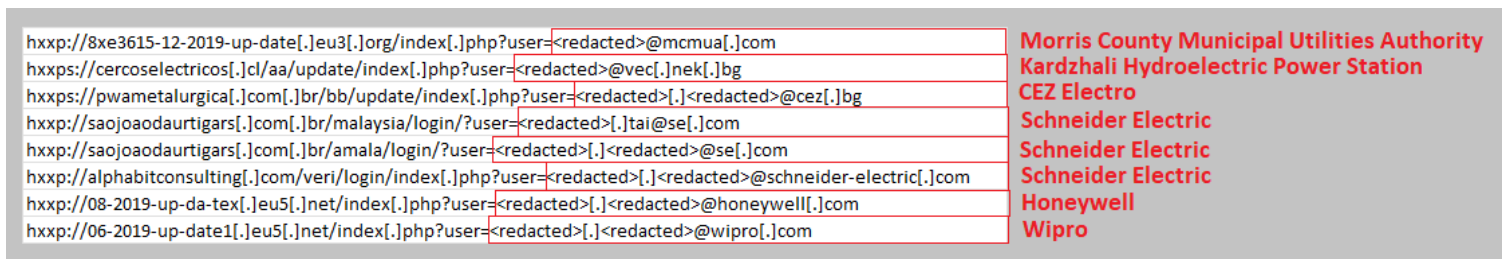 hxxp://8xe3615-12-2019-up-date[.]eu3[.]org/index[.]php?user=<redacted>@mcmua[.]com Morris County Municipal Utilities Authority
hxxps://cercoselectricos[.]cl/aa/update/index[.]php?user=<redacted>@vec[.]nek[.]bg Kardzhali Hydroelectric Power Station
hxxps://pwametalurgica[.]com[.]br/bb/update/index[.]php?user=<redacted>[.]<redacted>@cez[.]bg CEZ Electro
hxxp://saojoaodaurtigars[.]com[.]br/malaysia/login/?user=<redacted>[.]tai@se[.]com Schneider Electric
hxxp://saojoaodaurtigars[.]com[.]br/amala/login/?user=<redacted>[.]<redacted>@se[.]com Schneider Electric
hxxp://alphabitconsulting[.]com/veri/login/index[.]php?user=<redacted>[.]<redacted>@schneider-electric[.]com Schneider Electric
hxxp://08-2019-up-da-tex[.]eu5[.]net/index[.]php?user=<redacted>[.]<redacted>@honeywell[.]com Honeywell
hxxp://06-2019-up-date1[.]eu5[.]net/index[.]php?user=<redacted>[.]<redacted>@wipro[.]com Wipro